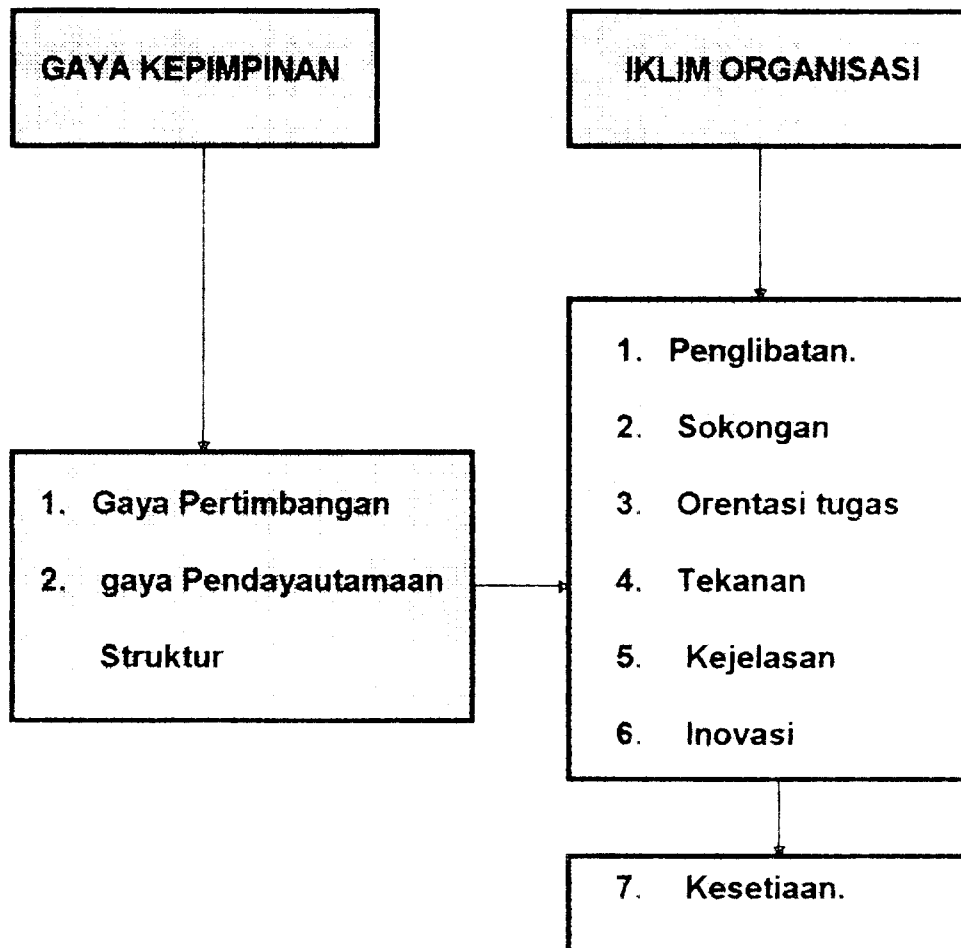 GAYA KEPIMPINAN
IKLIM ORGANISASI
1. Gaya Pertimbangan
2. gaya Pendayautamaan
Struktur
1. Penglibatan.
2. Sokongan
3. Orentasi tugas
4. Tekanan
5. Kejelasan
6. Inovasi
7. Kesetiaan.